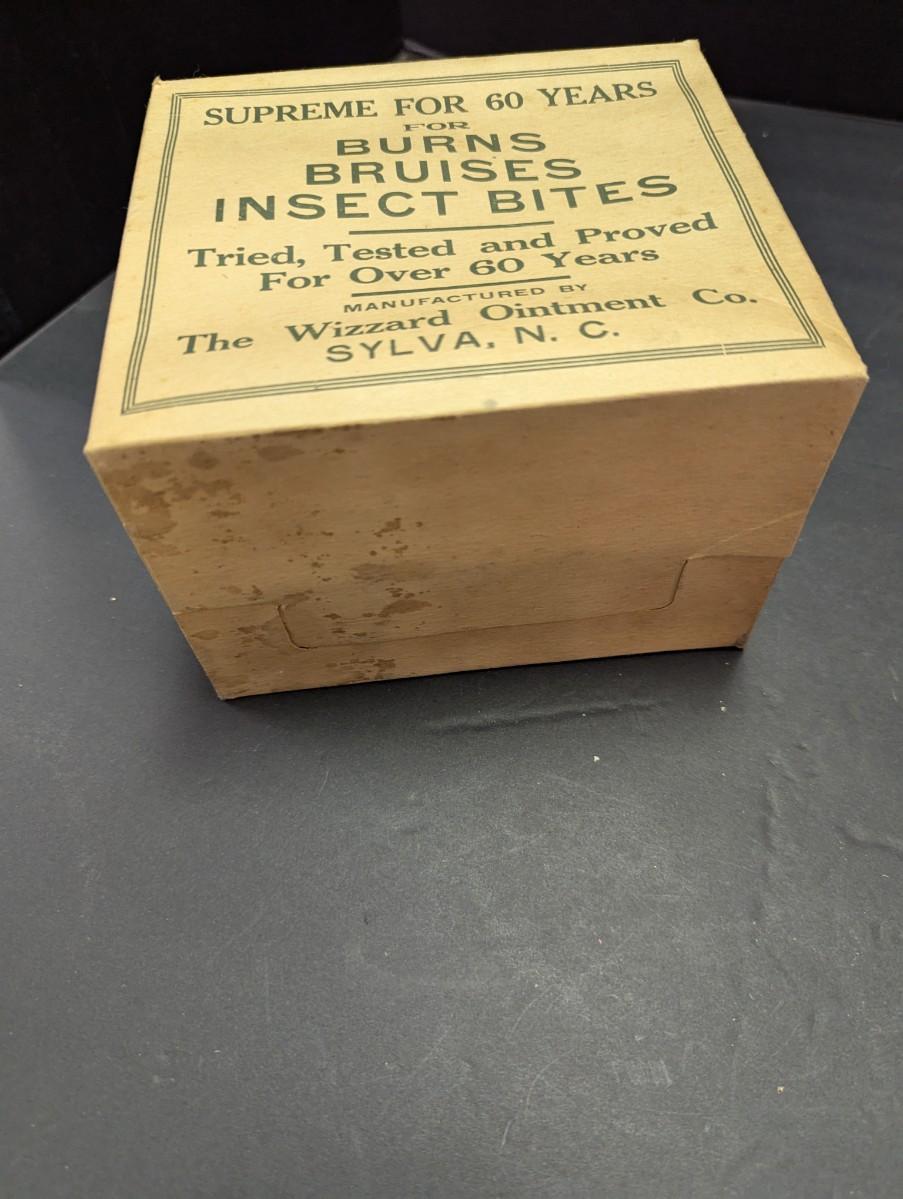 SUPREME FOR 60 YEARS
FOR
BURNS
BRUISES
INSECT BITES
Tried, Tested and Proved
For Over 60 Years
MANUFACTURED BY
The Wizzard Ointment Co.
SYLVA, N. C.